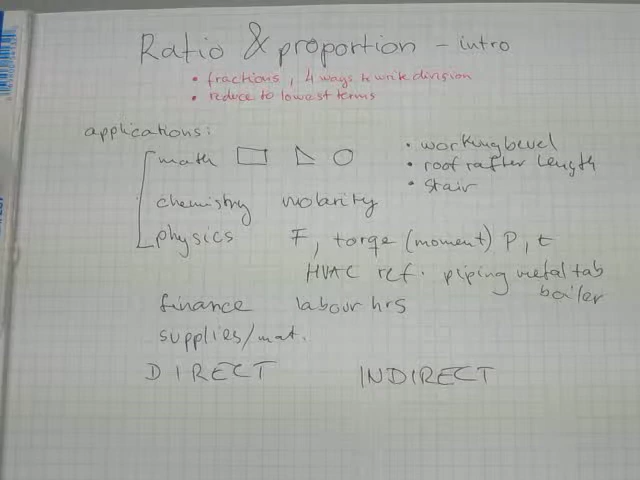 Ratio & proportion - intro
• fractions, 4 ways to write division
• reduce to lowest terms
applications:
math
• working bevel
• roof rafter length
• stair
chemistry molarity
physics F, torqe (moment) P, t
HVAC ref. piping metal tab
boiler
finance labour hrs
supplies/mat.
DIRECT INDIRECT